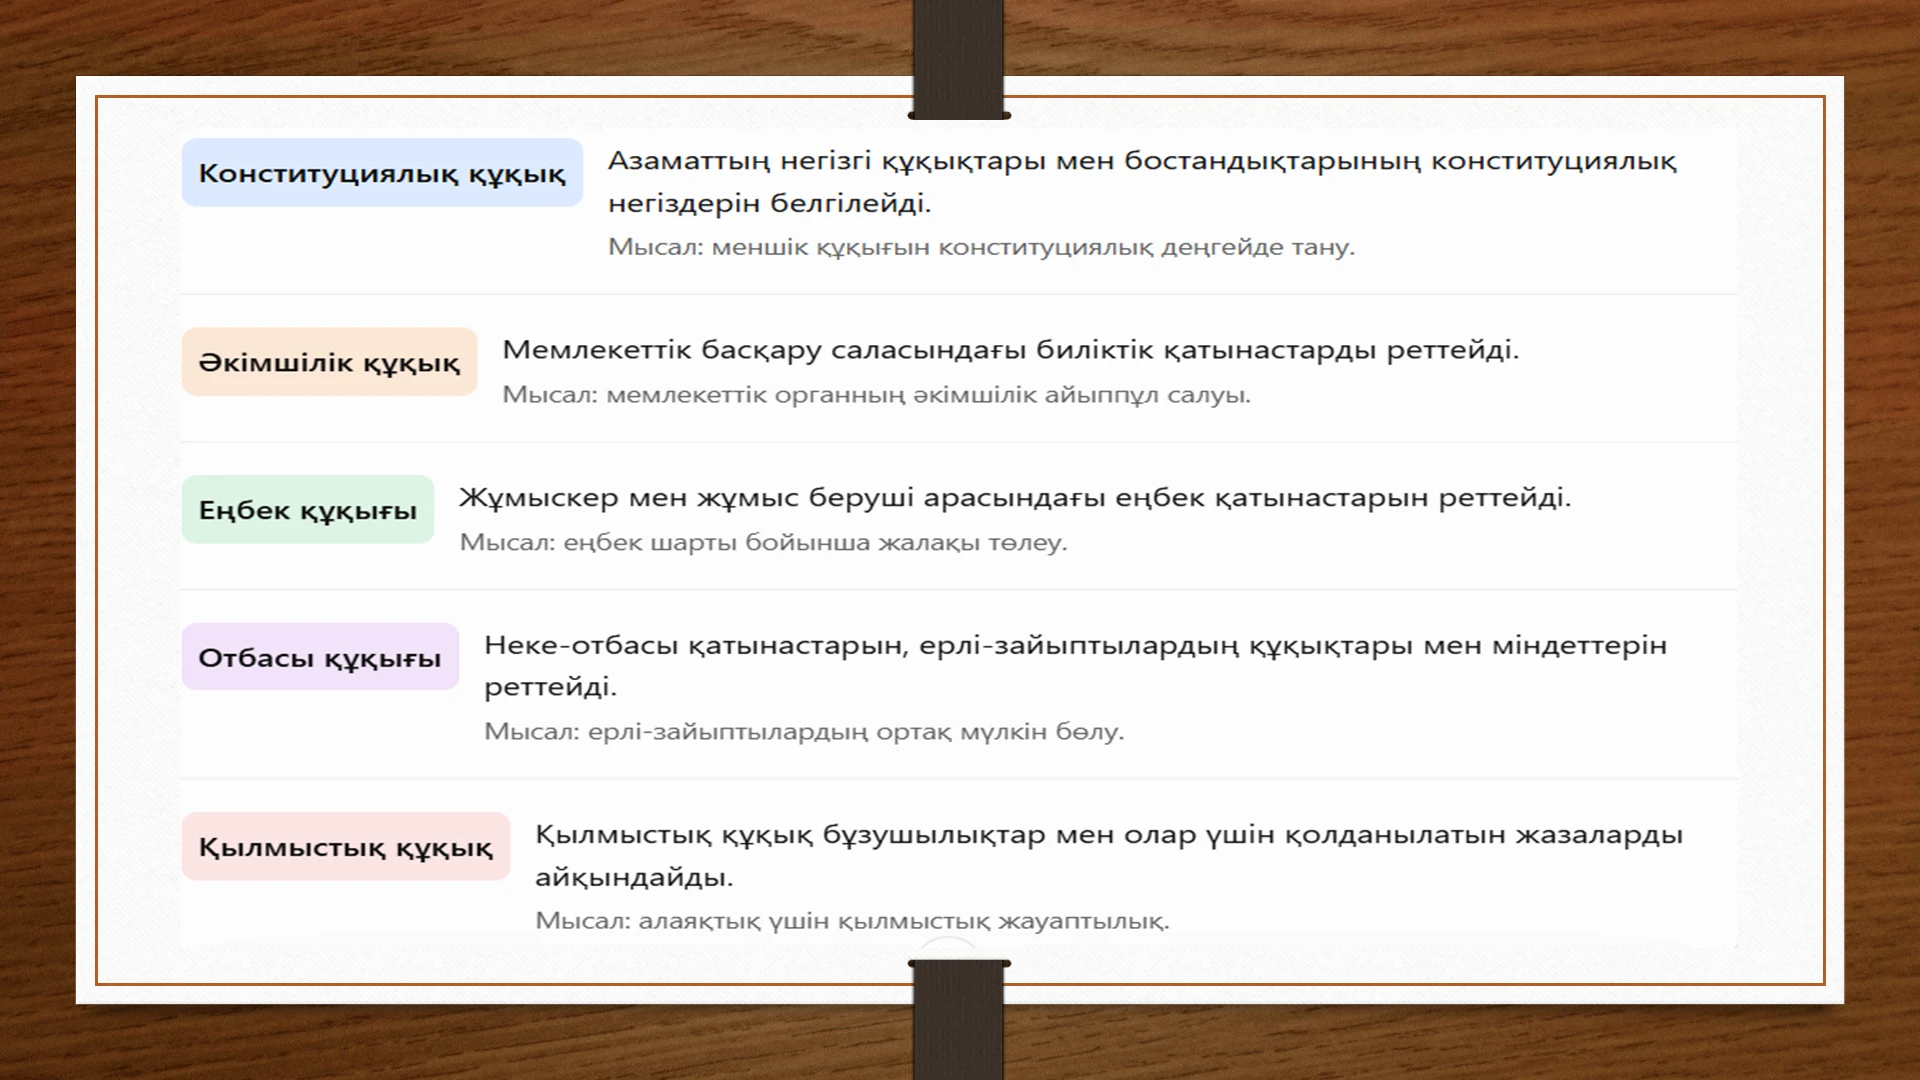 Конституциялық құқық
Азаматтың негізгі құқықтары мен бостандықтарының конституциялық
негіздерін белгілейді.
Мысал: меншік құқығын конституциялық деңгейде тану.
Әкімшілік құқық
Мемлекеттік басқару саласындағы биліктік қатынастарды реттейді.
Мысал: мемлекеттік органның әкімшілік айыппұл салуы.
Еңбек құқығы
Жұмыскер мен жұмыс беруші арасындағы еңбек қатынастарын реттейді.
Мысал: еңбек шарты бойынша жалақы төлеу.
Отбасы құқығы
Неке-отбасы қатынастарын, ерлі-зайыптылардың құқықтары мен міндеттерін
реттейді.
Мысал: ерлі-зайыптылардың ортақ мүлкін бөлу.
Қылмыстық құқық
Қылмыстық құқық бұзушылықтар мен олар үшін қолданылатын жазаларды
айқындайды.
Мысал: алаяқтық үшін қылмыстық жауаптылық.